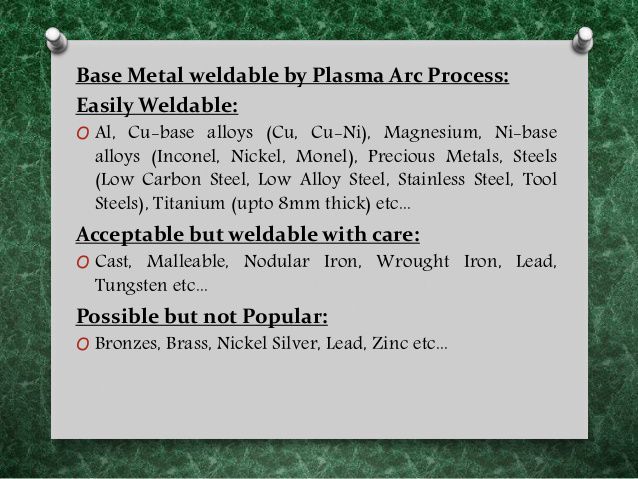 Base Metal weldable by Plasma Arc Process:
Easily Weldable:
O Al, Cu-base alloys (Cu, Cu-Ni), Magnesium, Ni-base
alloys (Inconel, Nickel, Monel), Precious Metals, Steels
(Low Carbon Steel, Low Alloy Steel, Stainless Steel, Tool
Steels), Titanium (upto 8mm thick) etc...
Acceptable but weldable with care:
O Cast, Malleable, Nodular Iron, Wrought Iron, Lead,
Tungsten etc...
Possible but not Popular:
O Bronzes, Brass, Nickel Silver, Lead, Zinc etc...